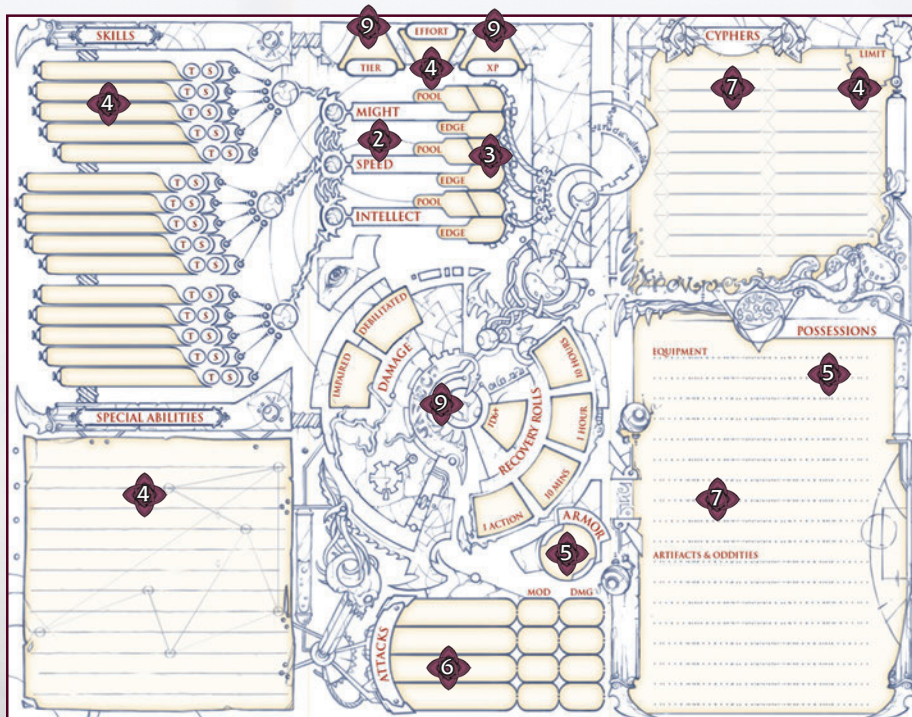 SKILLS
T S
T S
4
T S
T S
T S
T S
T S
T S
T S
T S
T S
T S
T S
T S
T S
SPECIAL ABILITIES
4
9
EFFORT
9
TIER
4
XP
POOL
MIGHT
EDGE
2
POOL
3
SPEED
EDGE
POOL
INTELLECT
EDGE
DEBILITATED
IMPAIRED
DAMAGE
9
1D6+
RECOVERY ROLLS
10 HOURS
1 HOUR
10 MINS
1 ACTION
ARMOR
5
MOD DMG
ATTACKS
6
CYPHERS
LIMIT
7
4
POSSESSIONS
EQUIPMENT
5
7
ARTIFACTS & ODDITIES